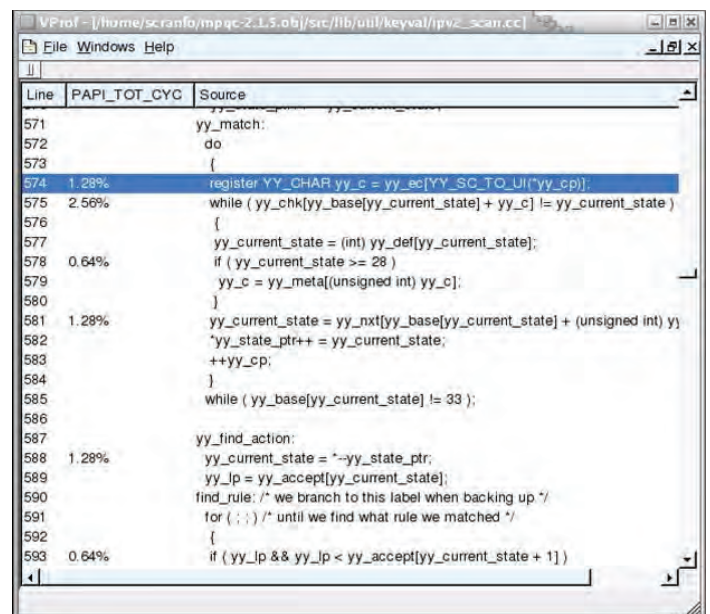 VProf - [/home/scranfo/mpqc-2.1.5.obj/src/lib/util/keyval/ipv2_scan.cc]
File Windows Help
Line PAPI_TOT_CYC Source
571 yy_match:
572 do
573 {
574 1.28% register YY_CHAR yy_c = yy_ec[YY_SC_TO_UI(*yy_cp)];
575 2.56% while ( yy_chk[yy_base[yy_current_state] + yy_c] != yy_current_state )
576 {
577 yy_current_state = (int) yy_def[yy_current_state];
578 0.64% if ( yy_current_state >= 28 )
579 yy_c = yy_meta[(unsigned int) yy_c];
580 }
581 1.28% yy_current_state = yy_nxt[yy_base[yy_current_state] + (unsigned int) yy
582 *yy_state_ptr++ = yy_current_state;
583 ++yy_cp;
584 }
585 while ( yy_base[yy_current_state] != 33 );
586
587 yy_find_action:
588 1.28% yy_current_state = *--yy_state_ptr;
589 yy_lp = yy_accept[yy_current_state];
590 find_rule: /* we branch to this label when backing up */
591 for ( ; ; ) /* until we find what rule we matched */
592 {
593 0.64% if ( yy_lp && yy_lp < yy_accept[yy_current_state + 1] )